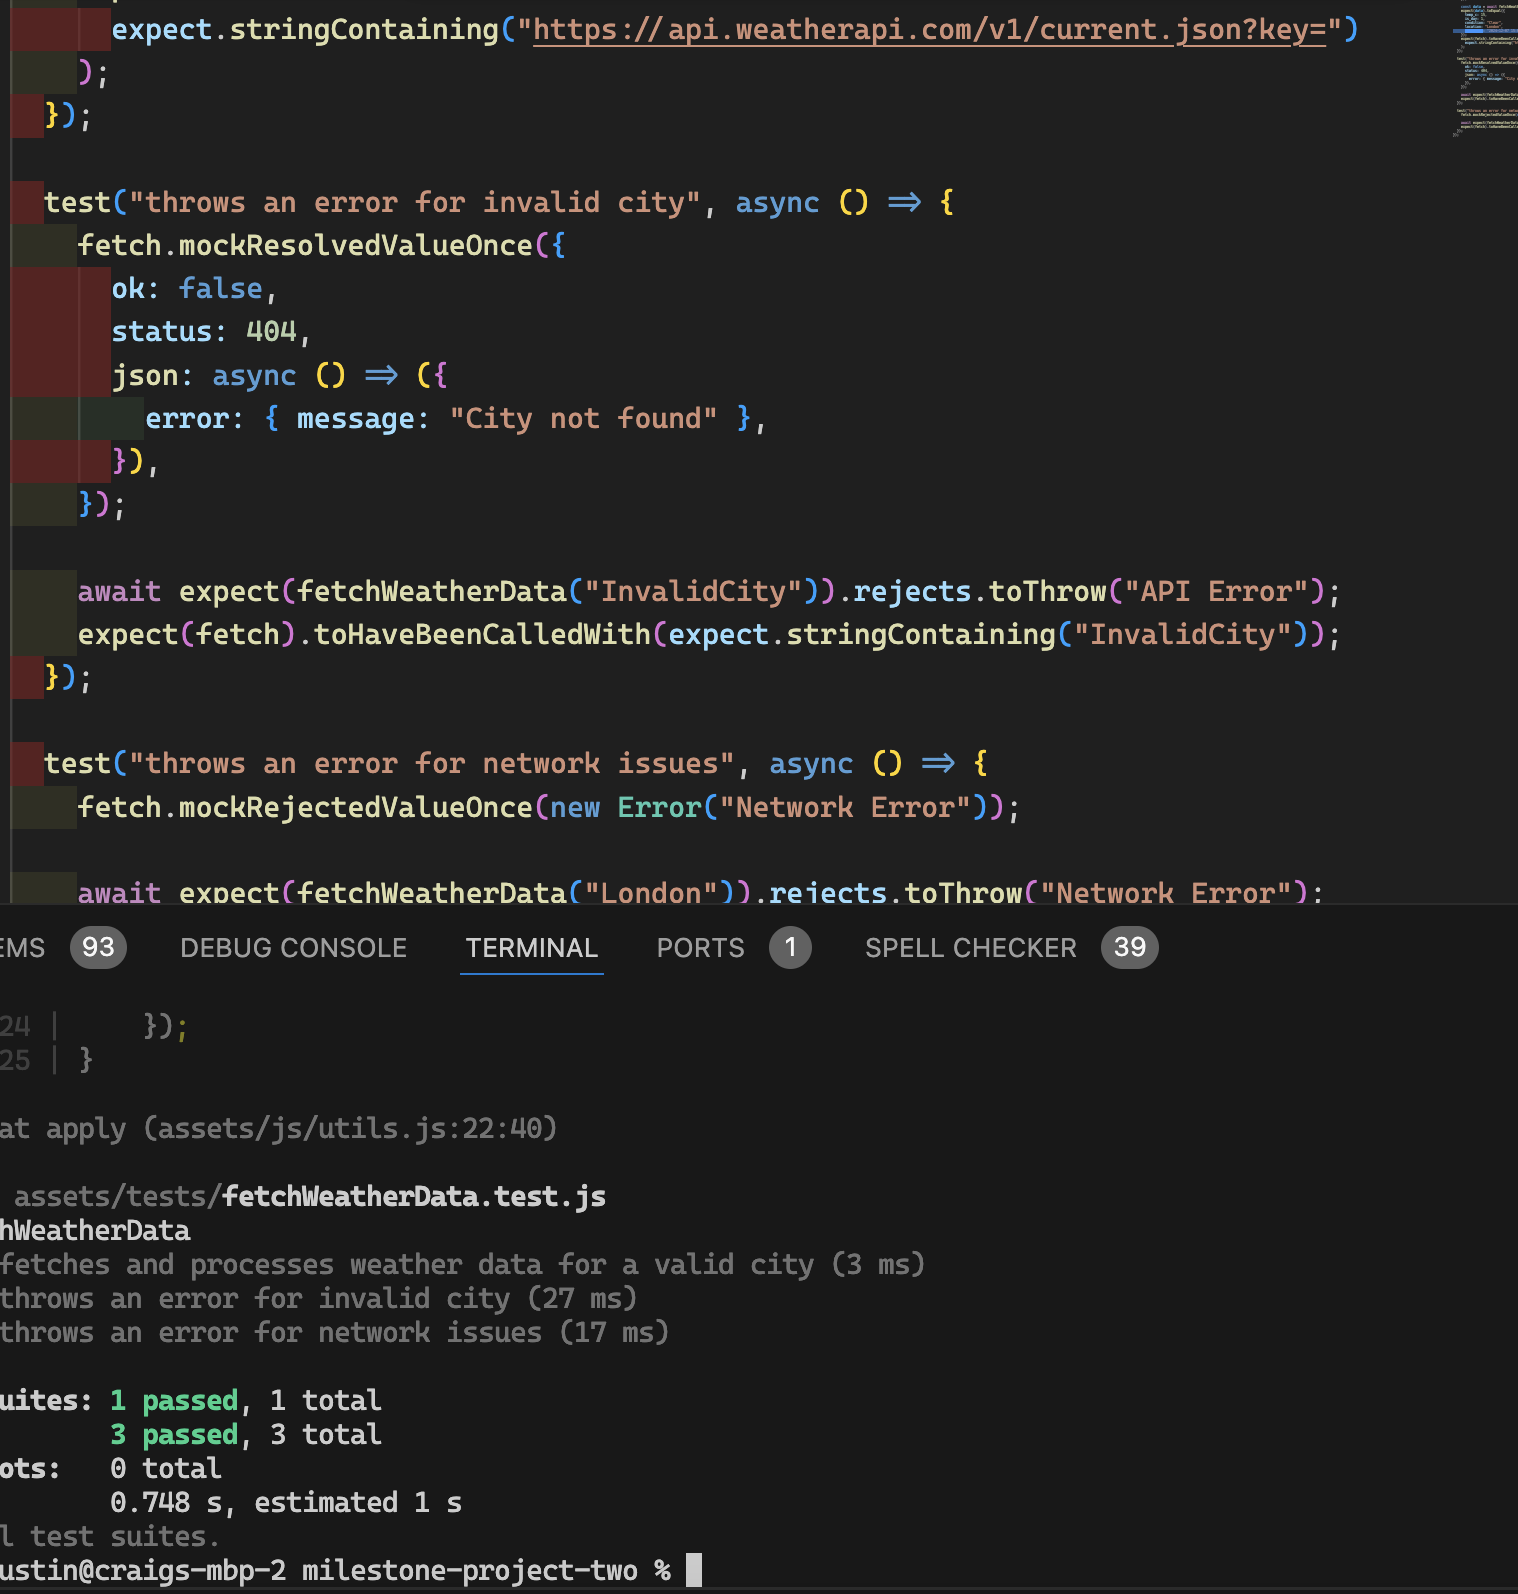 expect.stringContaining("https://api.weatherapi.com/v1/current.json?key=")
);
});
test("throws an error for invalid city", async () => {
fetch.mockResolvedValueOnce({
ok: false,
status: 404,
json: async () => ({
error: { message: "City not found" },
}),
});
await expect(fetchWeatherData("InvalidCity")).rejects.toThrow("API Error");
expect(fetch).toHaveBeenCalledWith(expect.stringContaining("InvalidCity"));
});
test("throws an error for network issues", async () => {
fetch.mockRejectedValueOnce(new Error("Network Error"));
await expect(fetchWeatherData("London")).rejects.toThrow("Network Error");
EMS 93 DEBUG CONSOLE TERMINAL PORTS 1 SPELL CHECKER 39
24 | });
25 | }
at apply (assets/js/utils.js:22:40)
assets/tests/fetchWeatherData.test.js
hWeatherData
fetches and processes weather data for a valid city (3 ms)
throws an error for invalid city (27 ms)
throws an error for network issues (17 ms)
uites: 1 passed, 1 total
3 passed, 3 total
ots: 0 total
0.748 s, estimated 1 s
l test suites.
ustin@craigs-mbp-2 milestone-project-two %